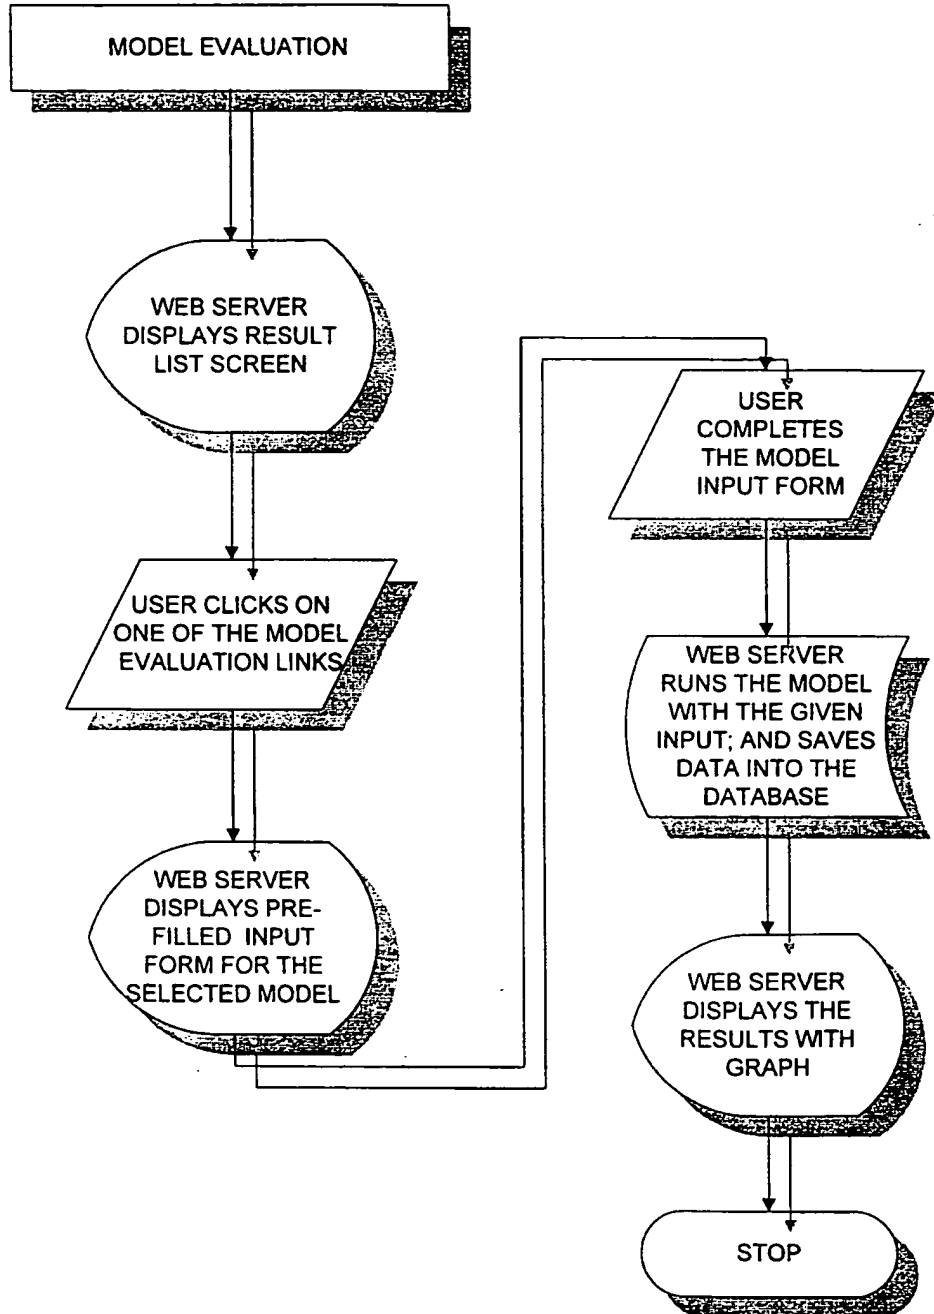 MODEL EVALUATION
WEB SERVER
DISPLAYS RESULT
LIST SCREEN
USER CLICKS ON
ONE OF THE MODEL
EVALUATION LINKS
WEB SERVER
DISPLAYS PRE-
FILLED INPUT
FORM FOR THE
SELECTED MODEL
USER
COMPLETES
THE MODEL
INPUT FORM
WEB SERVER
RUNS THE MODEL
WITH THE GIVEN
INPUT; AND SAVES
DATA INTO THE
DATABASE
WEB SERVER
DISPLAYS THE
RESULTS WITH
GRAPH
STOP